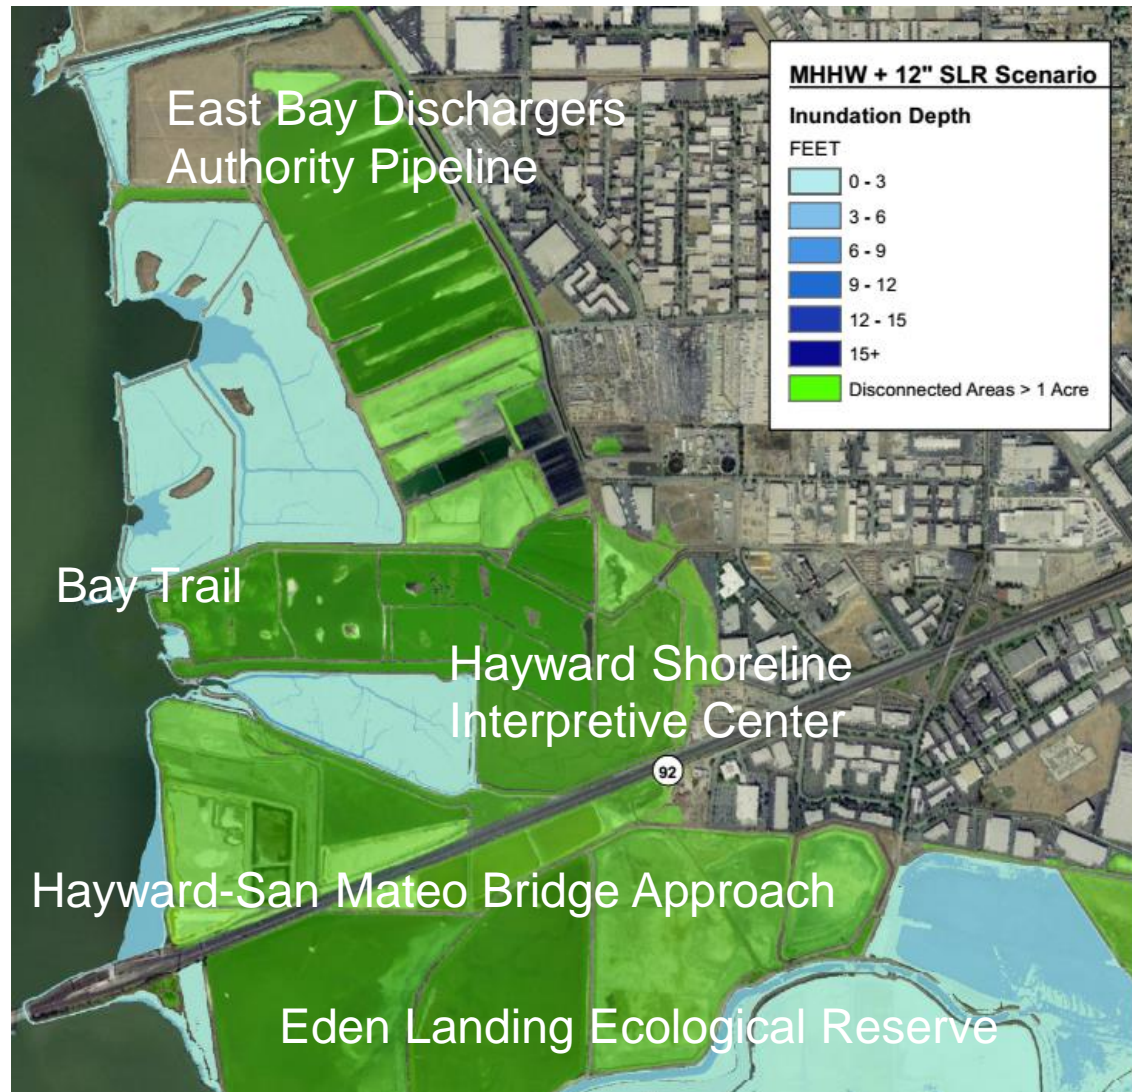 East Bay Dischargers
Authority Pipeline
MHHW + 12" SLR Scenario
Inundation Depth
FEET
0 - 3
3 - 6
6 - 9
9 - 12
12 - 15
15+
Disconnected Areas > 1 Acre
Bay Trail
Hayward Shoreline
Interpretive Center
92
Hayward-San Mateo Bridge Approach
Eden Landing Ecological Reserve